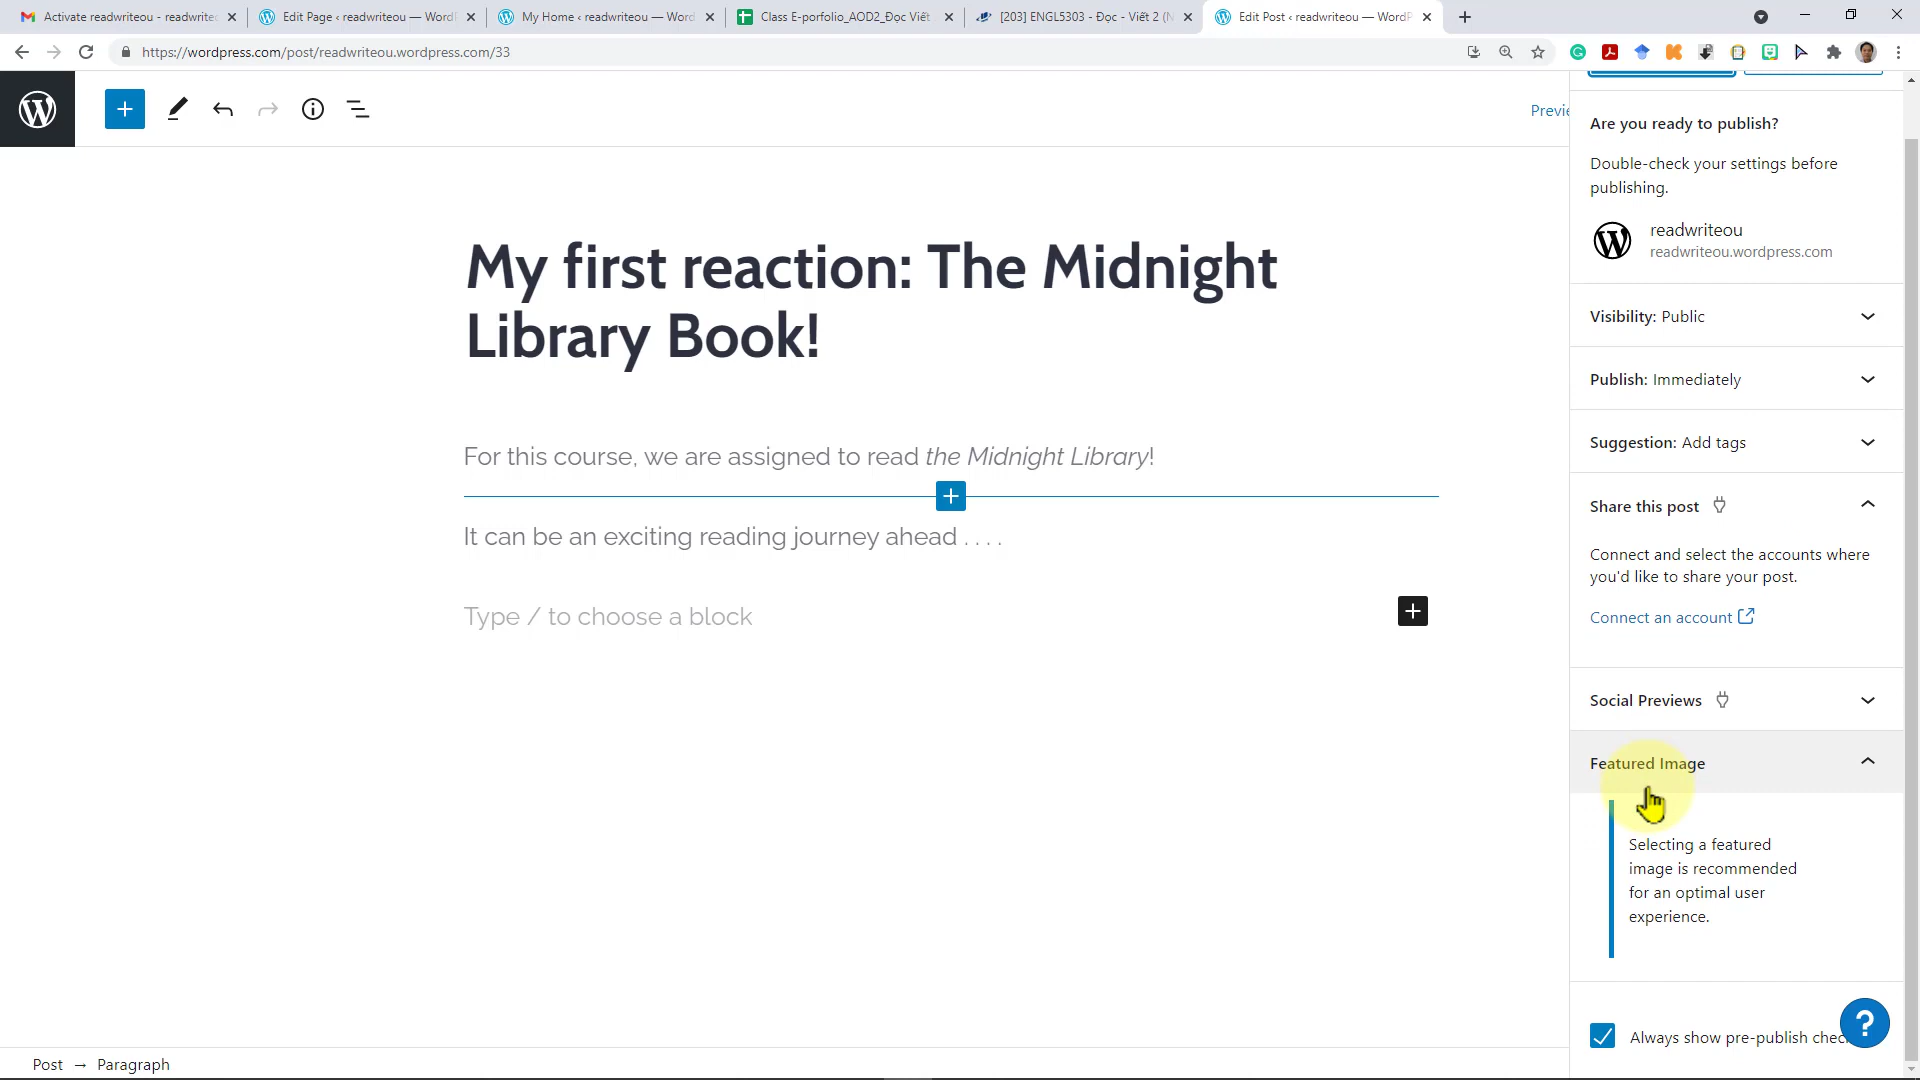 Activate readwriteou - readwrite
Edit Page ‹ readwriteou — Word
My Home ‹ readwriteou — Word
Class E-porfolio_AOD2_Đọc Viết
[203] ENGL5303 - Đọc - Viết 2 (N
Edit Post ‹ readwriteou — WordP
https://wordpress.com/post/readwriteou.wordpress.com/33
Previe
Are you ready to publish?
Double-check your settings before
publishing.
readwriteou
readwriteou.wordpress.com
Visibility: Public
Publish: Immediately
Suggestion: Add tags
Share this post
Connect and select the accounts where
you'd like to share your post.
Connect an account
Social Previews
Featured Image
Selecting a featured
image is recommended
for an optimal user
experience.
Always show pre-publish chec
My first reaction: The Midnight
Library Book!
For this course, we are assigned to read the Midnight Library!
It can be an exciting reading journey ahead . . . .
Type / to choose a block
Post → Paragraph